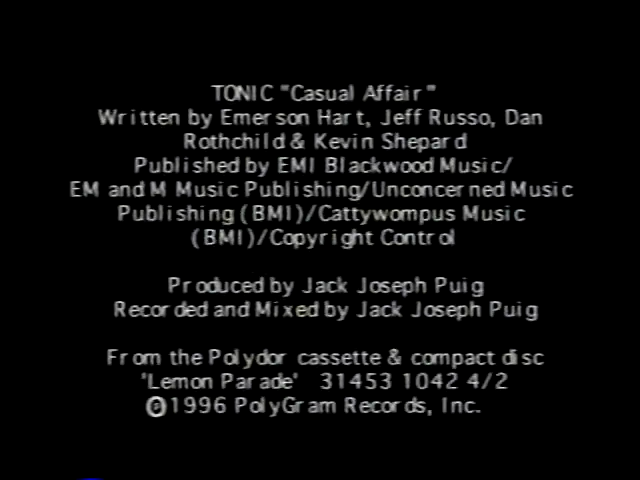 TONIC "Casual Affair"
Written by Emerson Hart, Jeff Russo, Dan
Rothchild & Kevin Shepard
Published by EMI Blackwood Music/
EM and M Music Publishing/Unconcerned Music
Publishing (BMI)/Cattywompus Music
(BMI)/Copyright Control
Produced by Jack Joseph Puig
Recorded and Mixed by Jack Joseph Puig
From the Polydor cassette & compact disc
'Lemon Parade' 31453 1042 4/2
℗1996 PolyGram Records, Inc.